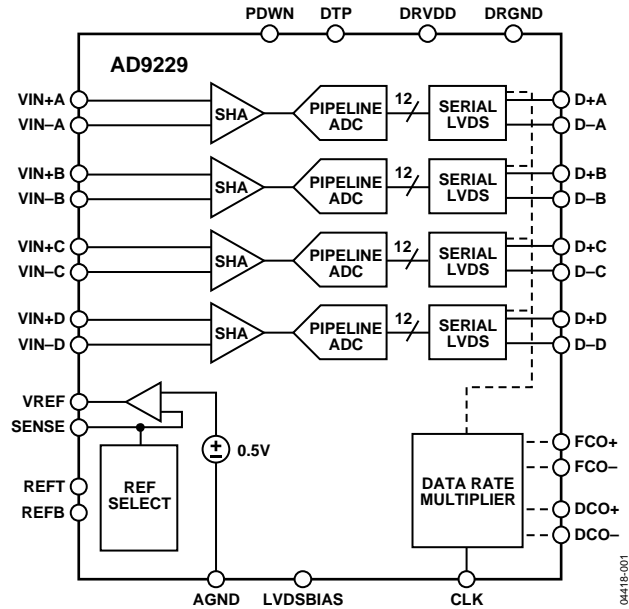 PDWN DTP DRVDD DRGND
AD9229
VIN+A
VIN–A
SHA
PIPELINE
ADC
12
SERIAL
LVDS
D+A
D–A
VIN+B
VIN–B
SHA
PIPELINE
ADC
12
SERIAL
LVDS
D+B
D–B
VIN+C
VIN–C
SHA
PIPELINE
ADC
12
SERIAL
LVDS
D+C
D–C
VIN+D
VIN–D
SHA
PIPELINE
ADC
12
SERIAL
LVDS
D+D
D–D
VREF
SENSE
0.5V
REFT
REFB
REF
SELECT
DATA RATE
MULTIPLIER
FCO+
FCO–
DCO+
DCO–
AGND LVDSBIAS CLK
04418-001